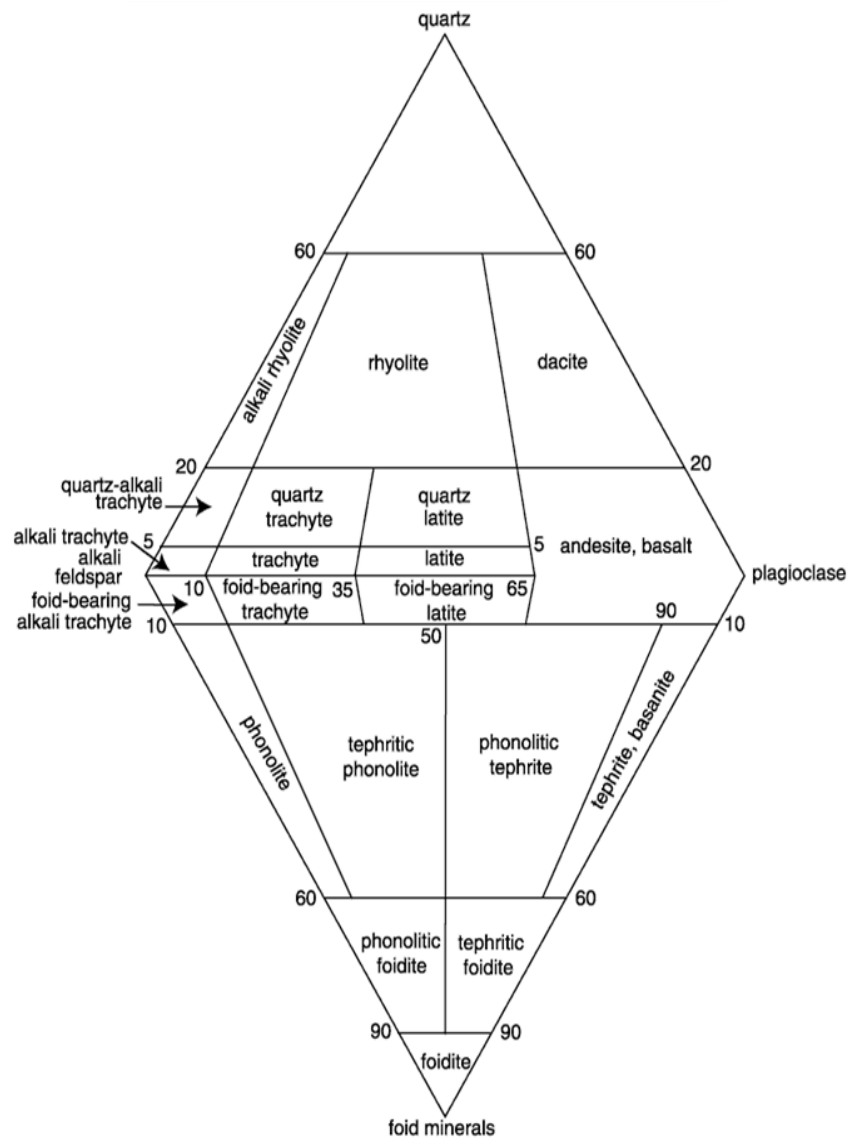 quartz
60
60
alkali rhyolite
rhyolite
dacite
20
20
quartz-alkali
trachyte
quartz
trachyte
quartz
latite
alkali trachyte
5
trachyte
latite
5
andesite, basalt
alkali
feldspar
plagioclase
10
foid-bearing
trachyte
35
foid-bearing
latite
65
foid-bearing
alkali trachyte
10
50
90
10
phonolite
tephritic
phonolite
phonolitic
tephrite
tephrite, basanite
60
60
phonolitic
foidite
tephritic
foidite
90
90
foidite
foid minerals